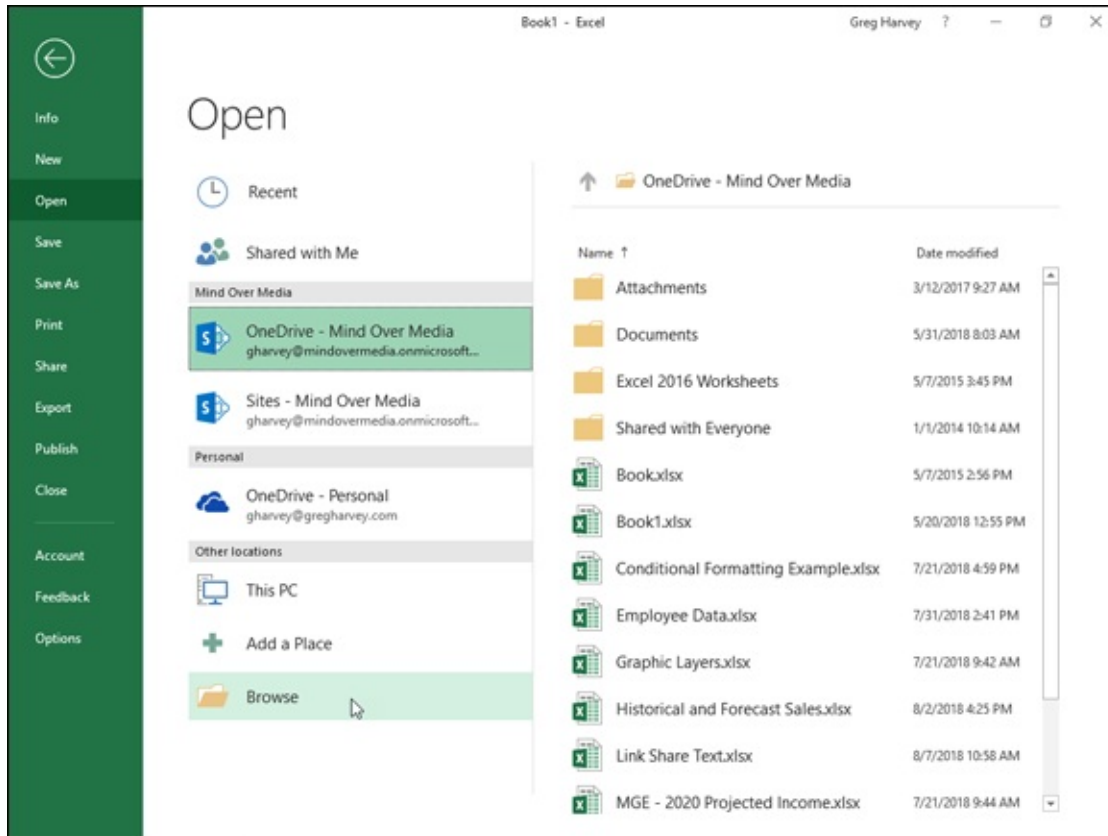 Book1 - Excel
Greg Harvey ?
Info
New
Open
Save
Save As
Print
Share
Export
Publish
Close
Account
Feedback
Options
Open
Recent
Shared with Me
Mind Over Media
OneDrive - Mind Over Media
gharvey@mindovermedia.onmicrosoft...
Sites - Mind Over Media
gharvey@mindovermedia.onmicrosoft...
Personal
OneDrive - Personal
gharvey@gregharvey.com
Other locations
This PC
Add a Place
Browse
OneDrive - Mind Over Media
Name ↑ Date modified
Attachments 3/12/2017 9:27 AM
Documents 5/31/2018 8:03 AM
Excel 2016 Worksheets 5/7/2015 3:45 PM
Shared with Everyone 1/1/2014 10:14 AM
Book.xlsx 5/7/2015 2:56 PM
Book1.xlsx 5/20/2018 12:55 PM
Conditional Formatting Example.xlsx 7/21/2018 4:59 PM
Employee Data.xlsx 7/31/2018 2:41 PM
Graphic Layers.xlsx 7/21/2018 9:42 AM
Historical and Forecast Sales.xlsx 8/2/2018 4:25 PM
Link Share Text.xlsx 8/7/2018 10:58 AM
MGE - 2020 Projected Income.xlsx 7/21/2018 9:44 AM